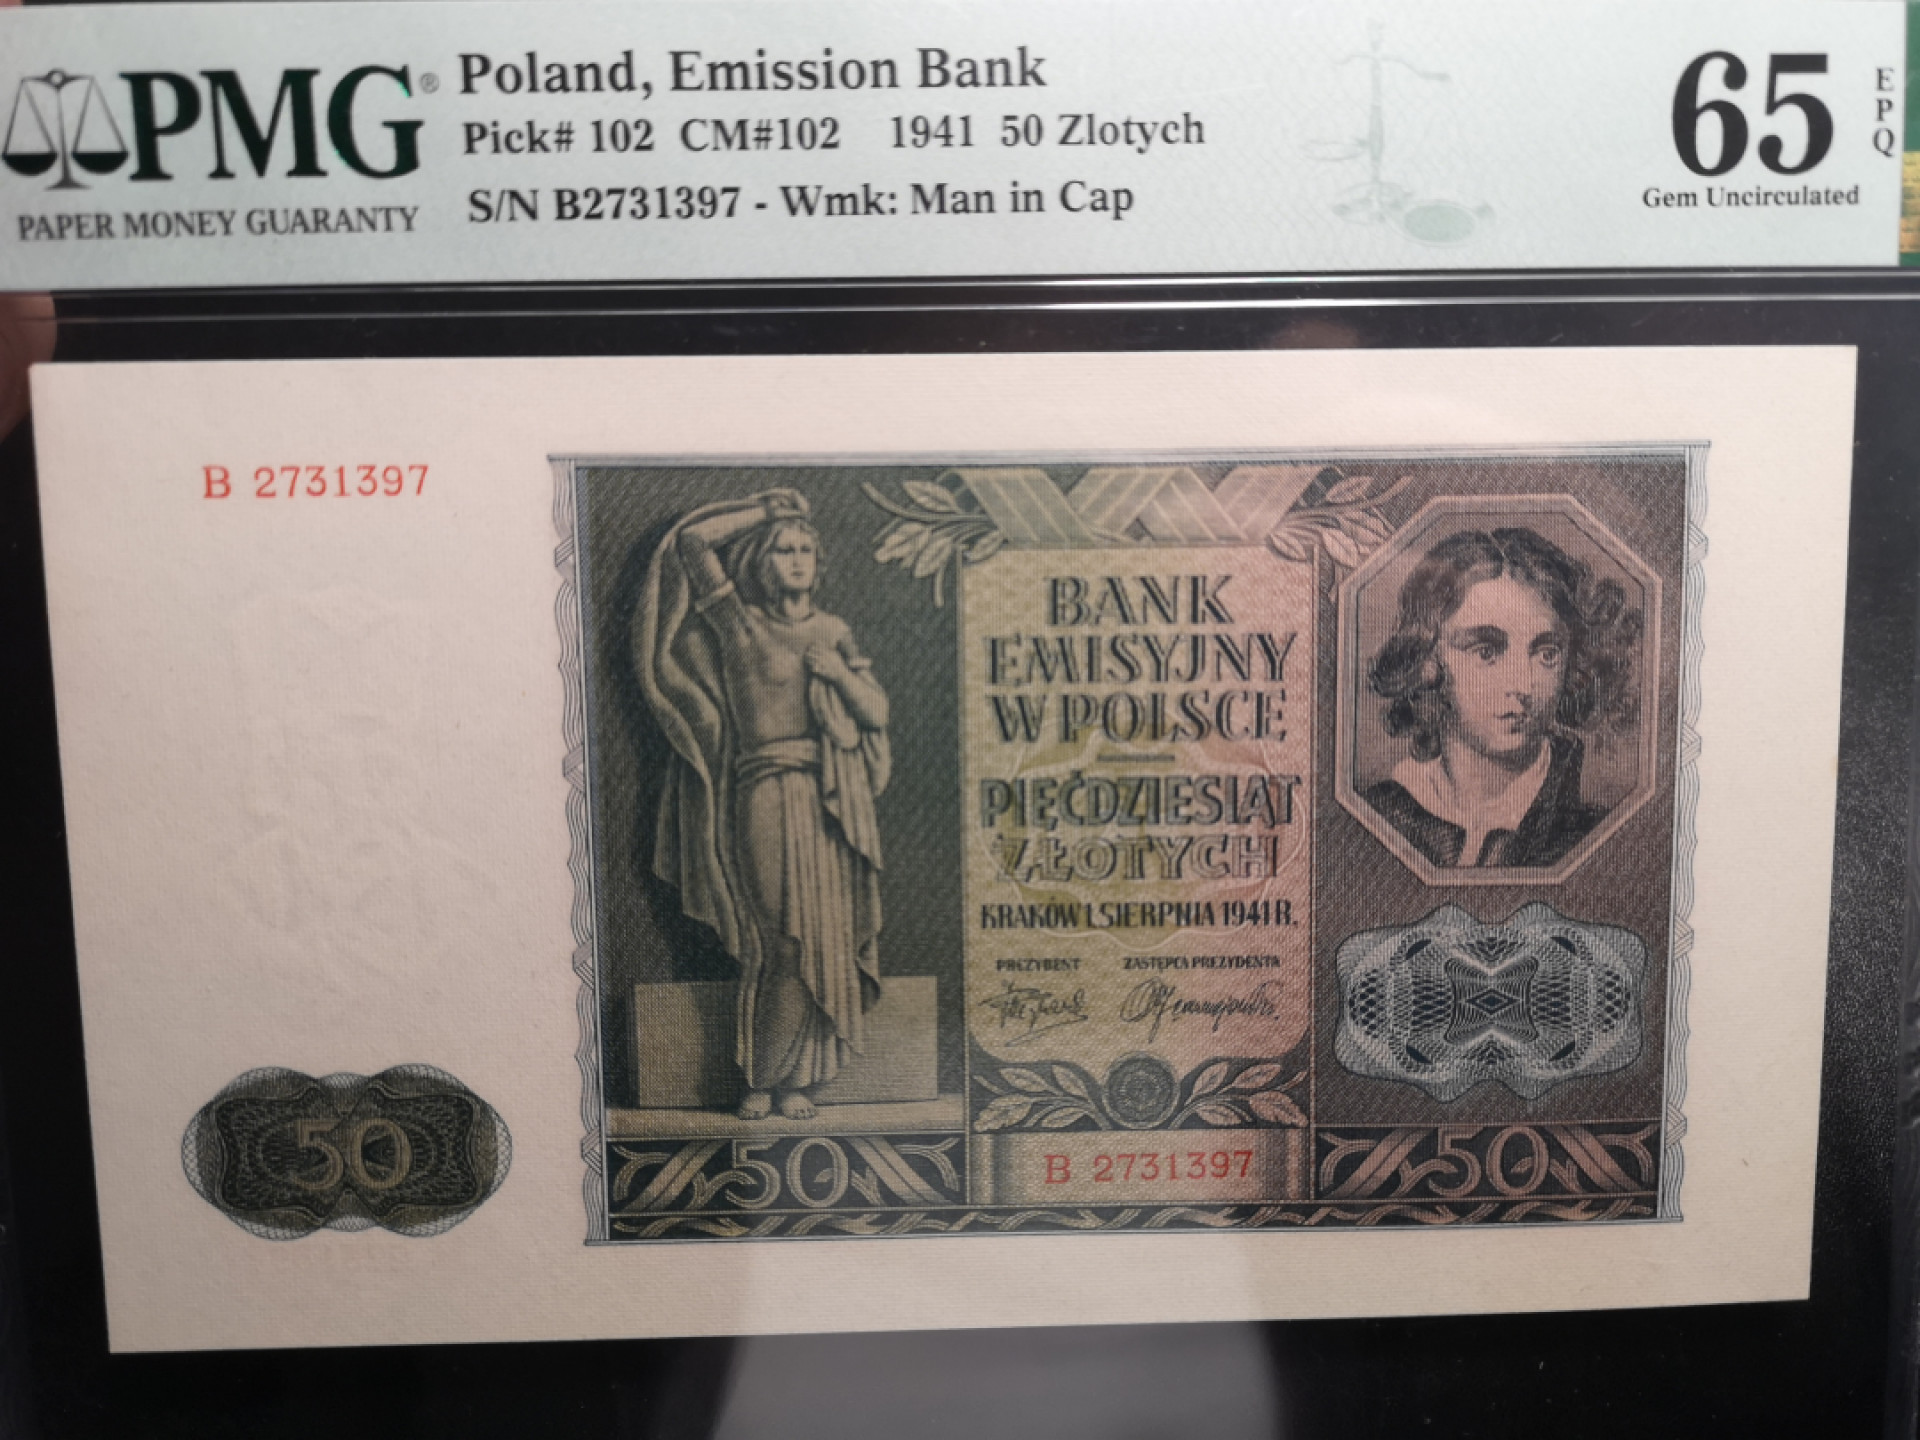 PMG®
PAPER MONEY GUARANTY
Poland, Emission Bank
Pick# 102 CM#102 1941 50 Zlotych
S/N B2731397 - Wmk: Man in Cap
65
EPQ
Gem Uncirculated
B 2731397
BANK
EMISYJNY
W POLSCE
PIĘĆDZIESIĄT
ZŁOTYCH
KRAKÓW 1 SIERPNIA 1941 R.
PREZYDENT ZASTĘPCA PREZYDENTA
50
50
B 2731397
50